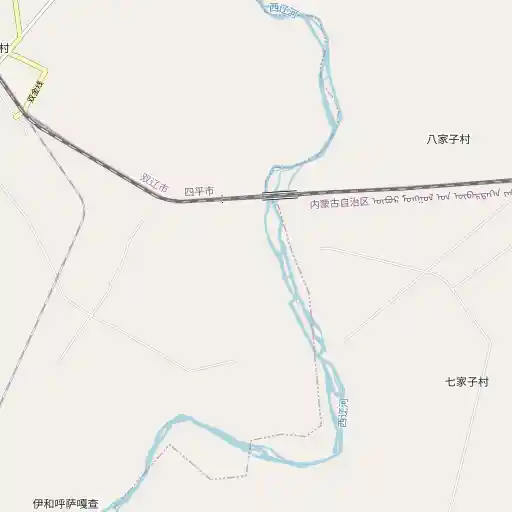 西辽河
村
双金线
八家子村
双辽市
四平市
内蒙古自治区
七家子村
西辽河
伊和呼萨嘎查